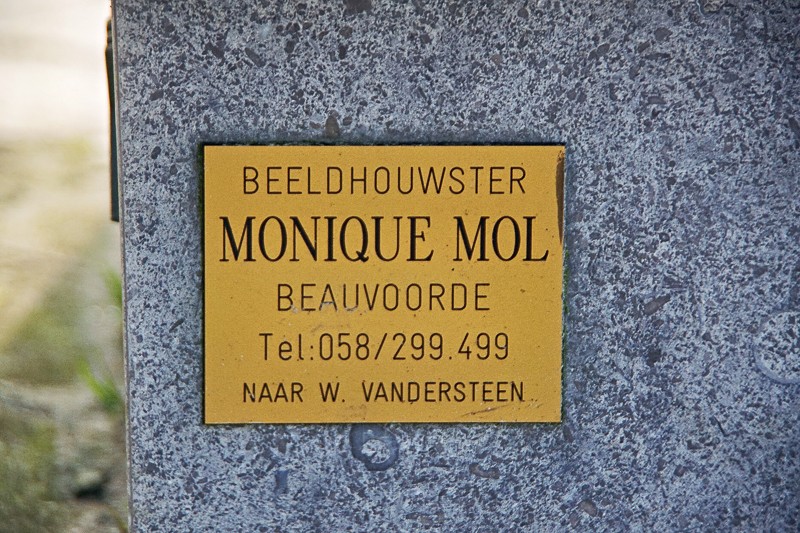 BEELDHOUWSTER
MONIQUE MOL
BEAUVOORDE
Tel:058/299.499
NAAR W. VANDERSTEEN